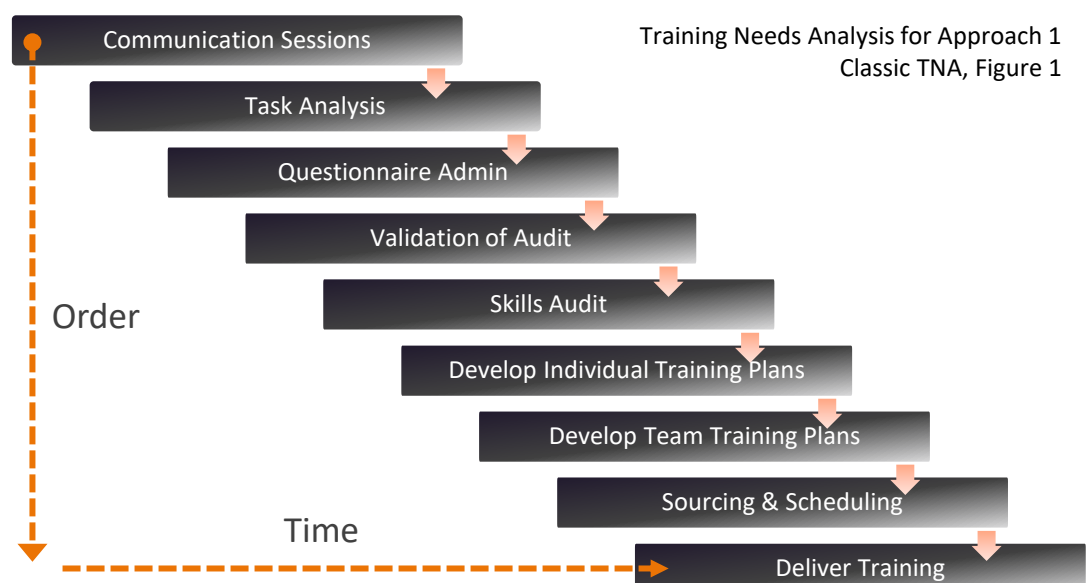 Communication Sessions
Training Needs Analysis for Approach 1
Classic TNA, Figure 1
Task Analysis
Questionnaire Admin
Validation of Audit
Skills Audit
Order
Develop Individual Training Plans
Develop Team Training Plans
Sourcing & Scheduling
Time
Deliver Training